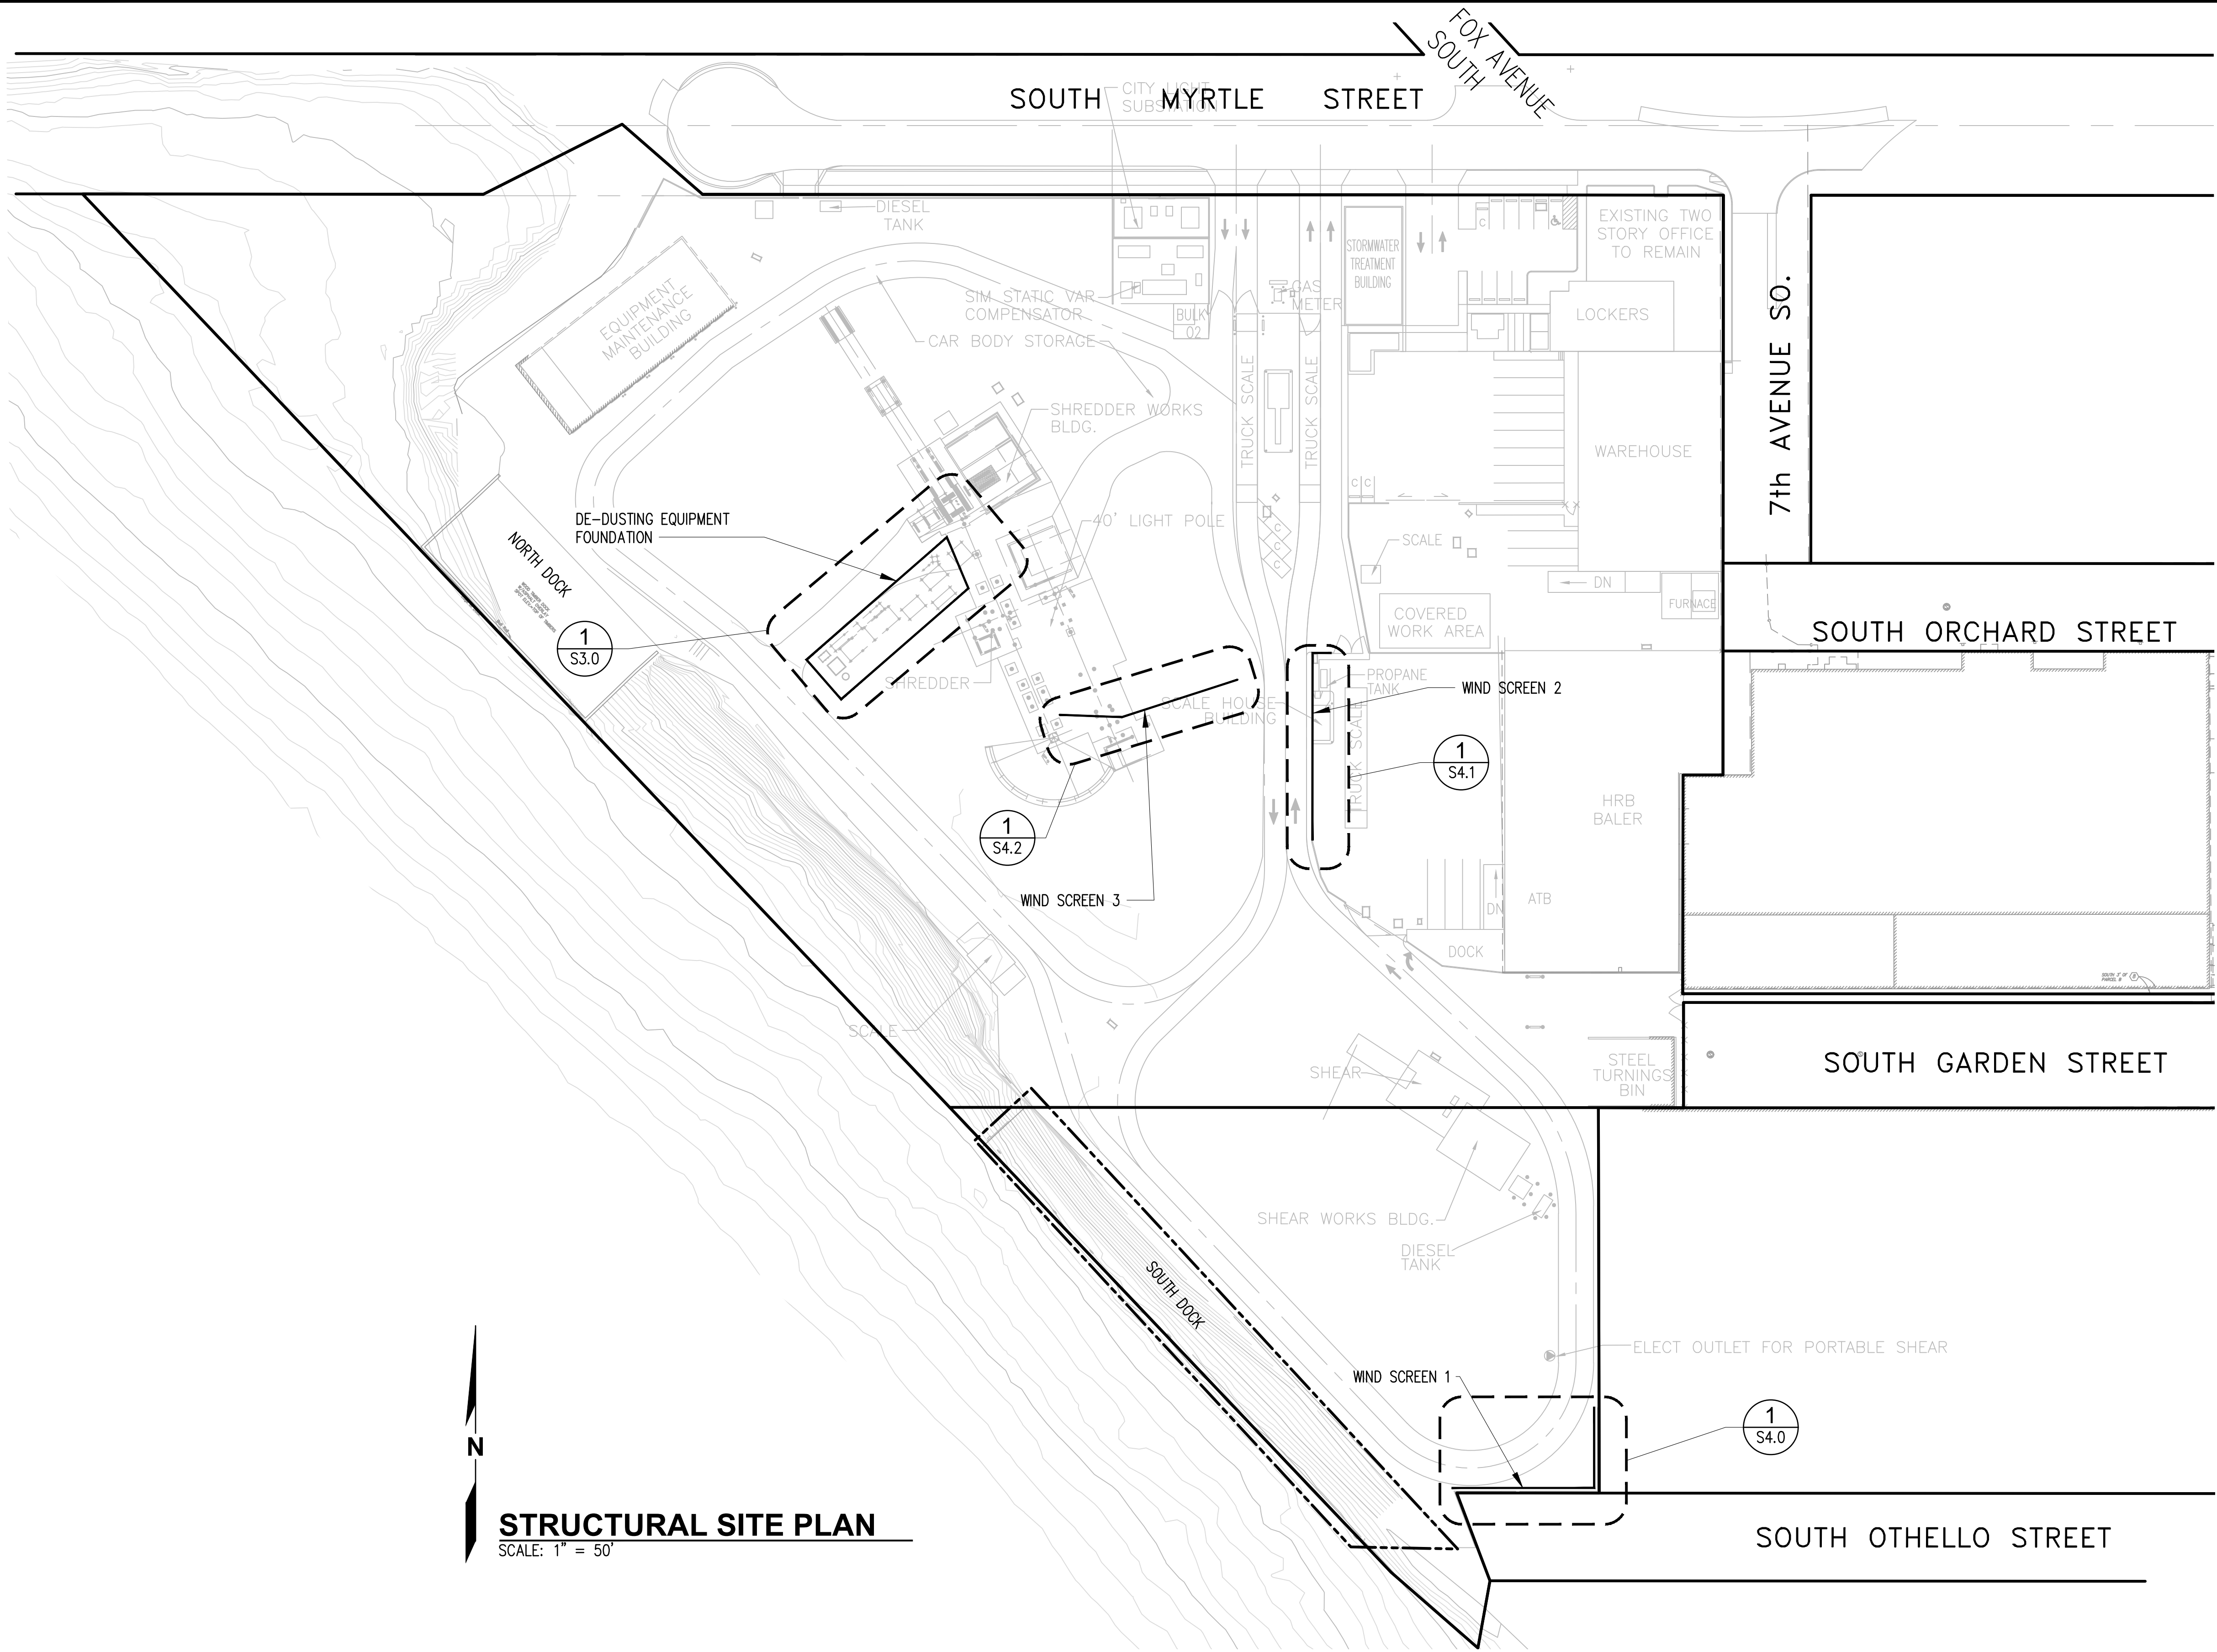 FOX AVENUE
SOUTH
SOUTH MYRTLE STREET
CITY LIGHT
SUBSTATION
DIESEL
TANK
EXISTING TWO
STORY OFFICE
TO REMAIN
C
STORMWATER
TREATMENT
BUILDING
EQUIPMENT
MAINTENANCE
BUILDING
SIM STATIC VAR
COMPENSATOR
GAS
METER
BULK
02
LOCKERS
CAR BODY STORAGE
7th AVENUE SO.
TRUCK SCALE
TRUCK SCALE
SHREDDER WORKS
BLDG.
WAREHOUSE
C C
DE-DUSTING EQUIPMENT
FOUNDATION
40' LIGHT POLE
C
C
C
SCALE
NORTH DOCK
DN
FURNACE
COVERED
WORK AREA
SOUTH ORCHARD STREET
1
S3.0
SHREDDER
PROPANE
TANK
WIND SCREEN 2
SCALE HOUSE
BUILDING
TRUCK SCALE
1
S4.1
HRB
BALER
1
S4.2
WIND SCREEN 3
DN
ATB
DOCK
SOUTH 3' OF
PARCEL B
SCALE
SHEAR
STEEL
TURNINGS
BIN
SOUTH GARDEN STREET
SHEAR WORKS BLDG.
DIESEL
TANK
SOUTH DOCK
ELECT OUTLET FOR PORTABLE SHEAR
WIND SCREEN 1
1
S4.0
N
STRUCTURAL SITE PLAN
SCALE: 1" = 50'
SOUTH OTHELLO STREET